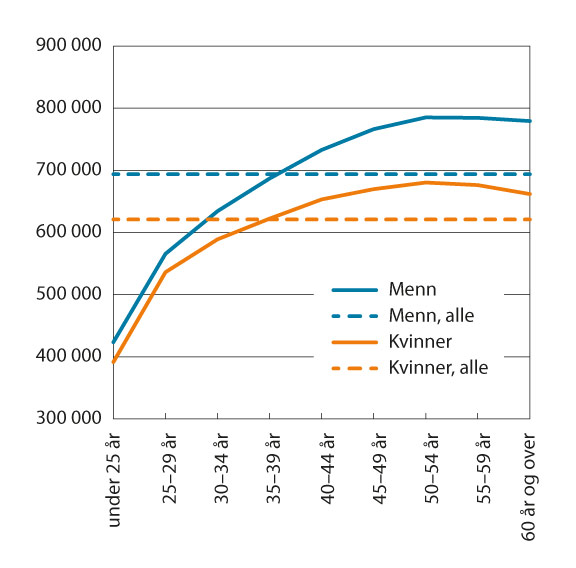 900 000
800 000
700 000
600 000
500 000
400 000
300 000
Menn
Menn, alle
Kvinner
Kvinner, alle
under 25 år
25–29 år
30–34 år
35–39 år
40–44 år
45–49 år
50–54 år
55–59 år
60 år og over